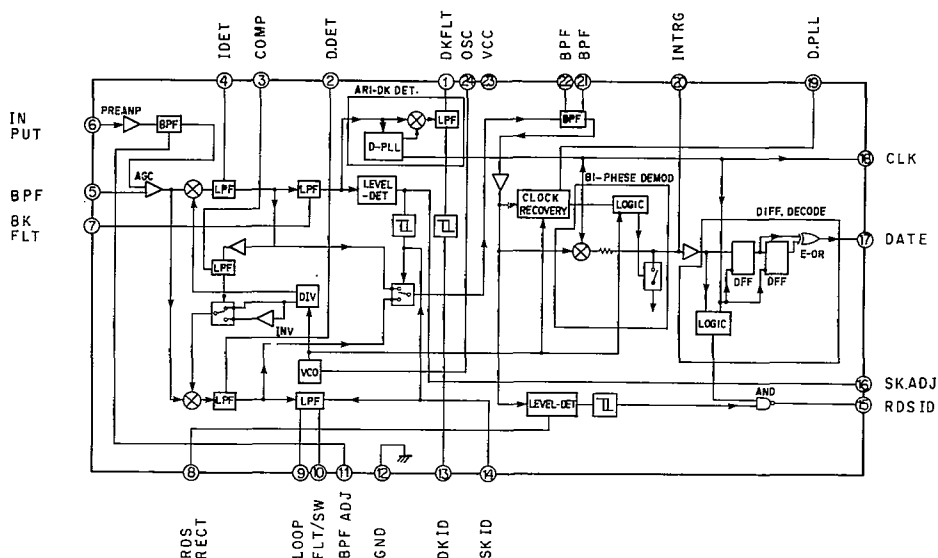 IDET
COMP
D.DET
DKFLT
OSC
VCC
BPF
BPF
INTRG
D.PLL
4
3
2
1
24
23
22
21
20
19
ARI-DK DET.
IN
PUT
6
PREANP
BPF
LPF
D-PLL
BPF
18
CLK
AGC
BPF
5
LPF
LPF
LEVEL
-DET
BI-PHESE DEMOD
CLOCK
RECOVERY
LOGIC
8K
FLT
7
DIFF. DECODE
17
DATE
E-OR
DFF
DFF
LPF
DIV
INV
LOGIC
VCO
16
SK.ADJ
LPF
LPF
LEVEL-DET
AND
15
RDSID
8
9
10
11
12
13
14
RDS
RECT
LOOP
FLT/SW
BPF ADJ
GND
DKID
SKID